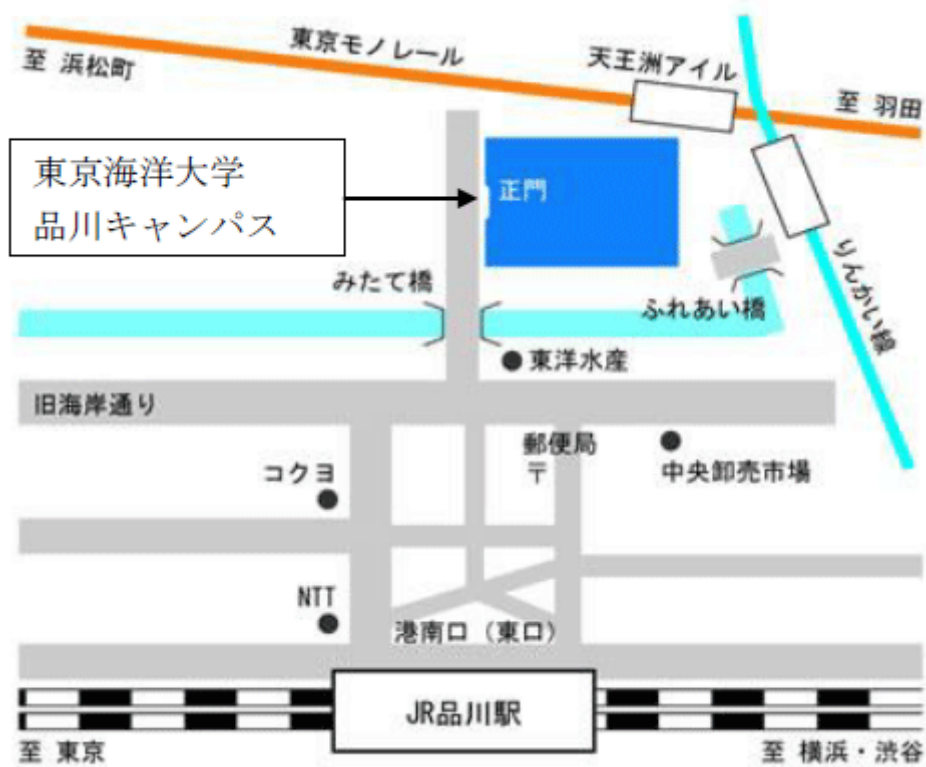 東京モノレール
至 浜松町
天王洲アイル
至 羽田
東京海洋大学
品川キャンパス
正門
みたて橋
ふれあい橋
りんかい線
東洋水産
旧海岸通り
郵便局
〒
コクヨ
中央卸売市場
NTT
港南口(東口)
JR品川駅
至 東京
至 横浜・渋谷